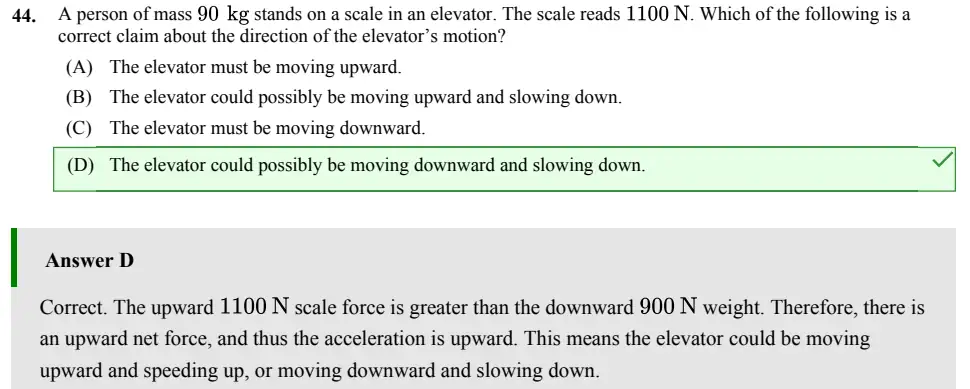 44. A person of mass 90 kg stands on a scale in an elevator. The scale reads 1100 N. Which of the following is a
correct claim about the direction of the elevator’s motion?
(A) The elevator must be moving upward.
(B) The elevator could possibly be moving upward and slowing down.
(C) The elevator must be moving downward.
(D) The elevator could possibly be moving downward and slowing down.
Answer D
Correct. The upward 1100 N scale force is greater than the downward 900 N weight. Therefore, there is
an upward net force, and thus the acceleration is upward. This means the elevator could be moving
upward and speeding up, or moving downward and slowing down.